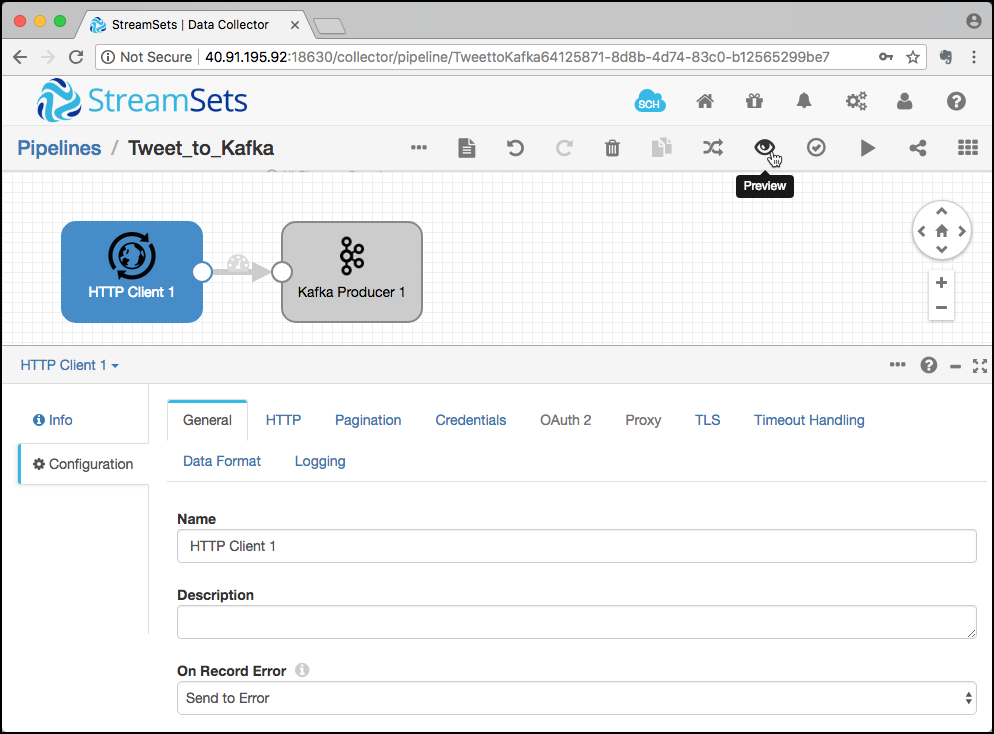 StreamSets | Data Collector
Not Secure | 40.91.195.92:18630/collector/pipeline/TweettoKafka64125871-8d8b-4d74-83c0-b12565299be7
StreamSets
SCH
Pipelines / Tweet_to_Kafka
Preview
HTTP Client 1
Kafka Producer 1
HTTP Client 1
Info
General HTTP Pagination Credentials OAuth 2 Proxy TLS Timeout Handling
Configuration
Data Format Logging
Name
HTTP Client 1
Description
On Record Error
Send to Error